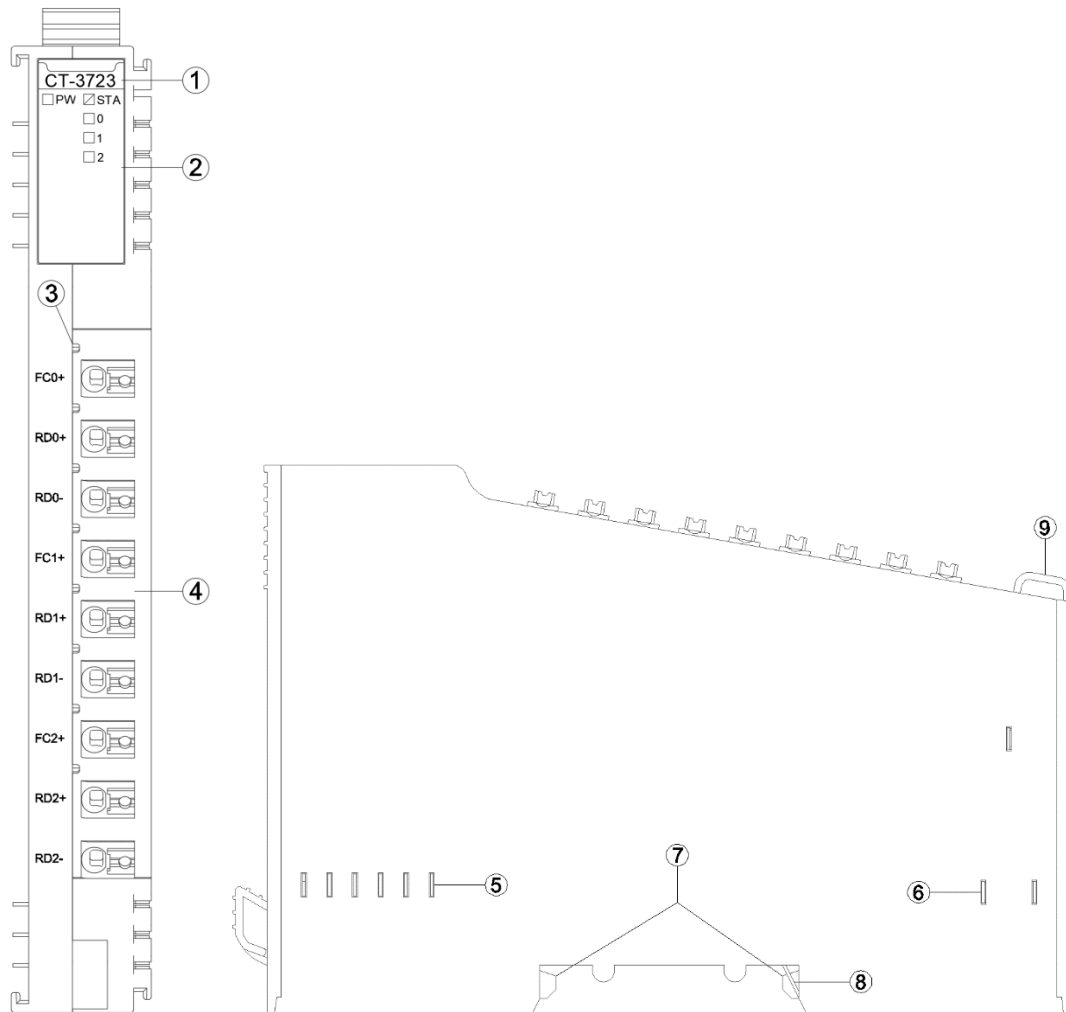 CT-3723
①
PW STA
0
1
2
②
③
FC0+
RD0+
RD0-
FC1+
④
RD1+
RD1-
FC2+
RD2+
RD2-
⑨
⑦
⑤
⑥
⑧